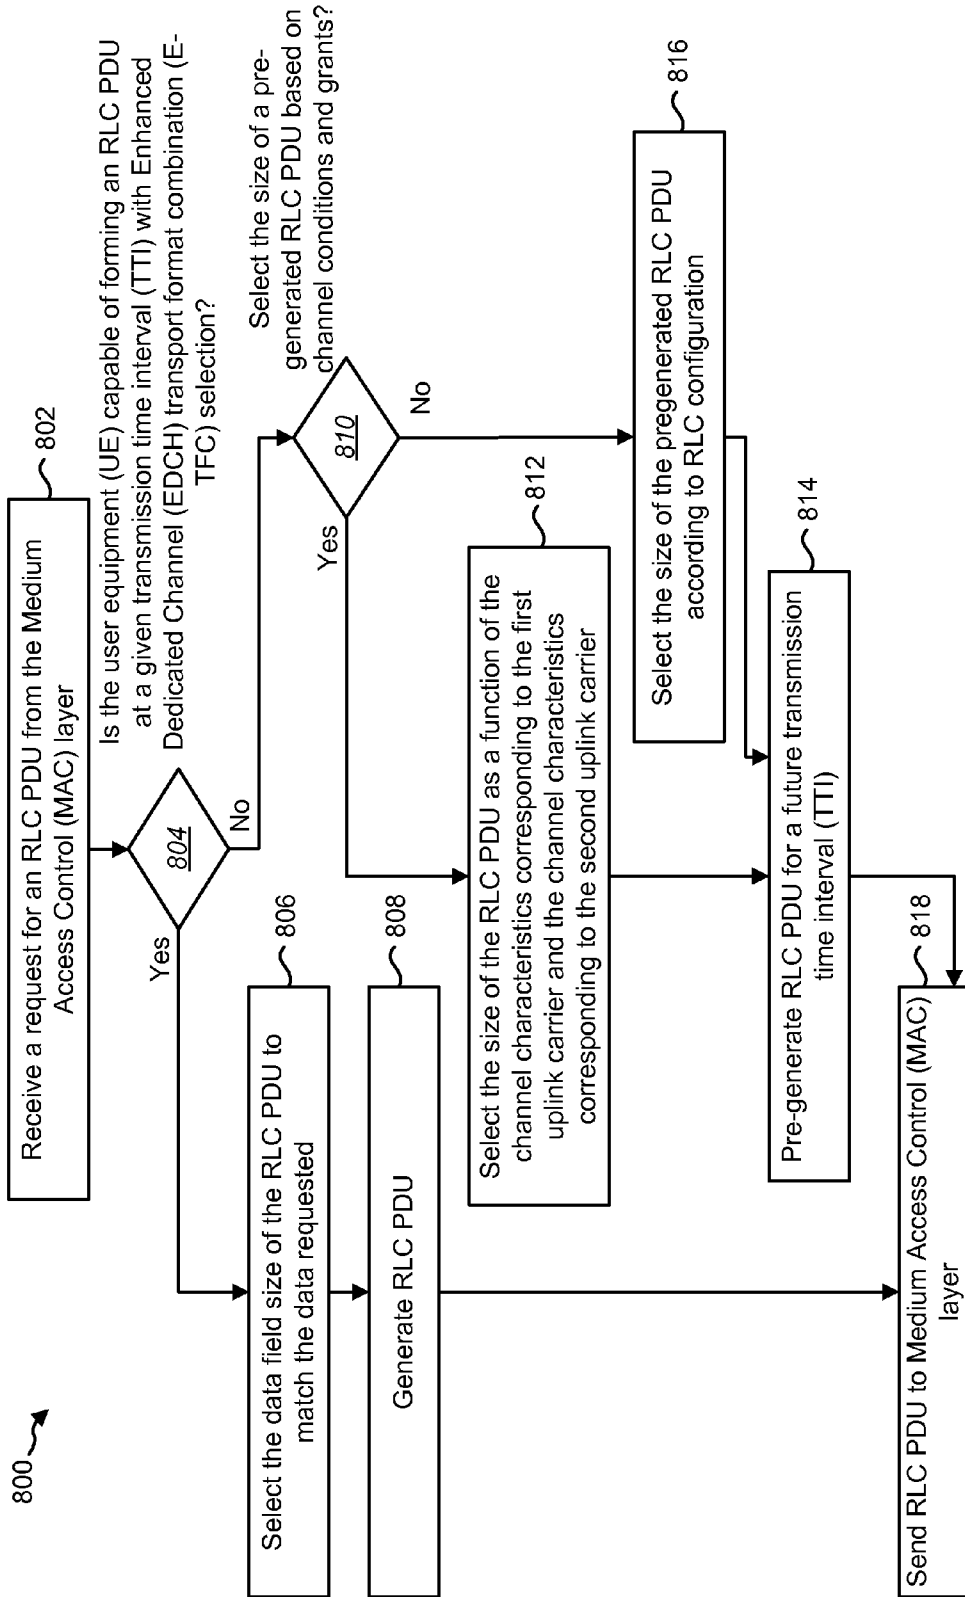 800
Receive a request for an RLC PDU from the Medium
Access Control (MAC) layer
802
Is the user equipment (UE) capable of forming an RLC PDU
at a given transmission time interval (TTI) with Enhanced
Dedicated Channel (EDCH) transport format combination (E-
TFC) selection?
804
Yes
No
Select the data field size of the RLC PDU to
match the data requested
806
Generate RLC PDU
808
Select the size of a pre-
generated RLC PDU based on
channel conditions and grants?
810
Yes
No
Select the size of the RLC PDU as a function of the
channel characteristics corresponding to the first
uplink carrier and the channel characteristics
corresponding to the second uplink carrier
812
Select the size of the pregenerated RLC PDU
according to RLC configuration
816
Pre-generate RLC PDU for a future transmission
time interval (TTI)
814
Send RLC PDU to Medium Access Control (MAC)
layer
818